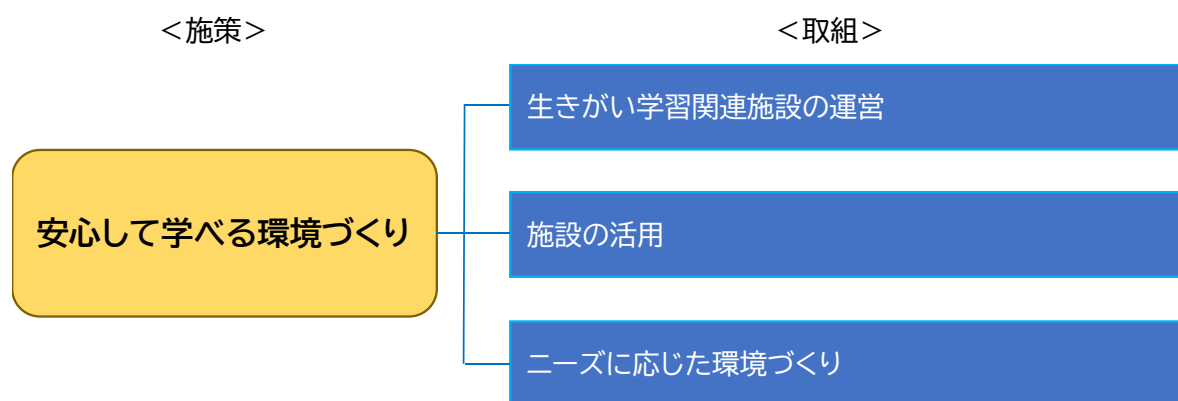 <施策>
<取組>
生きがい学習関連施設の運営
安心して学べる環境づくり
施設の活用
ニーズに応じた環境づくり